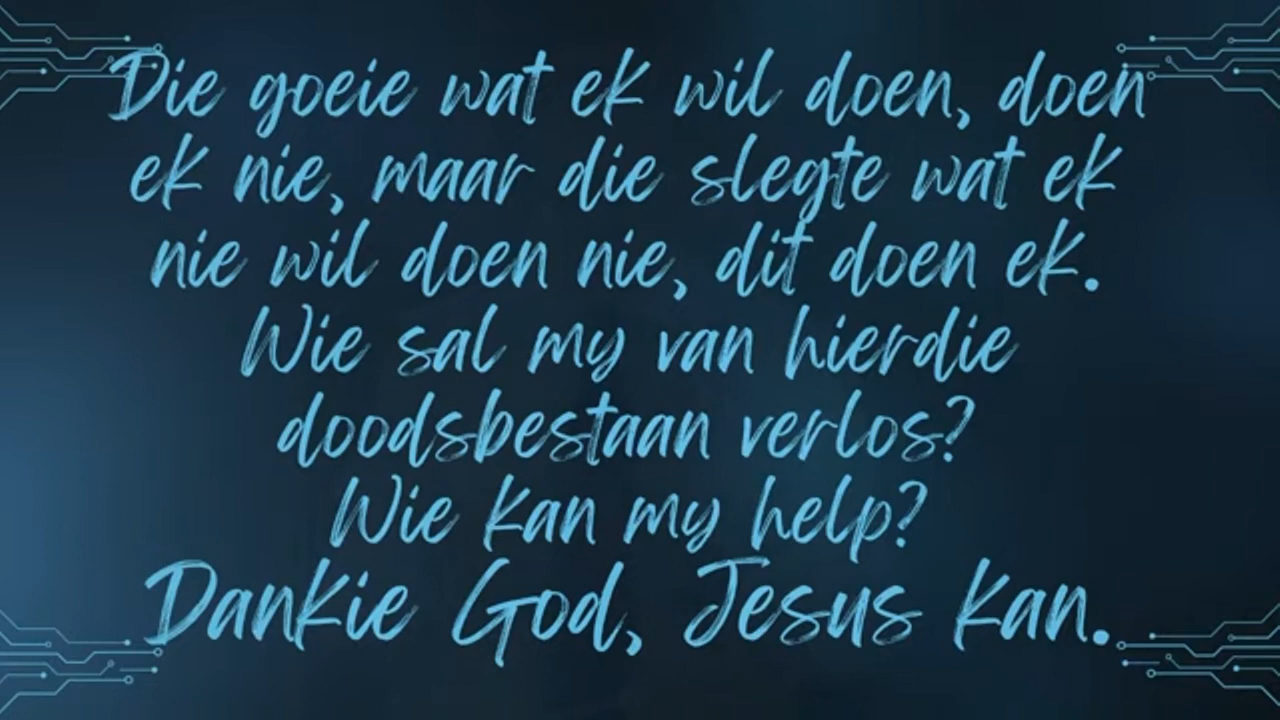 Die goeie wat ek wil doen, doen
ek nie, maar die slegte wat ek
nie wil doen nie, dit doen ek.
Wie sal my van hierdie
doodsbestaan verlos?
Wie kan my help?
Dankie God, Jesus kan.